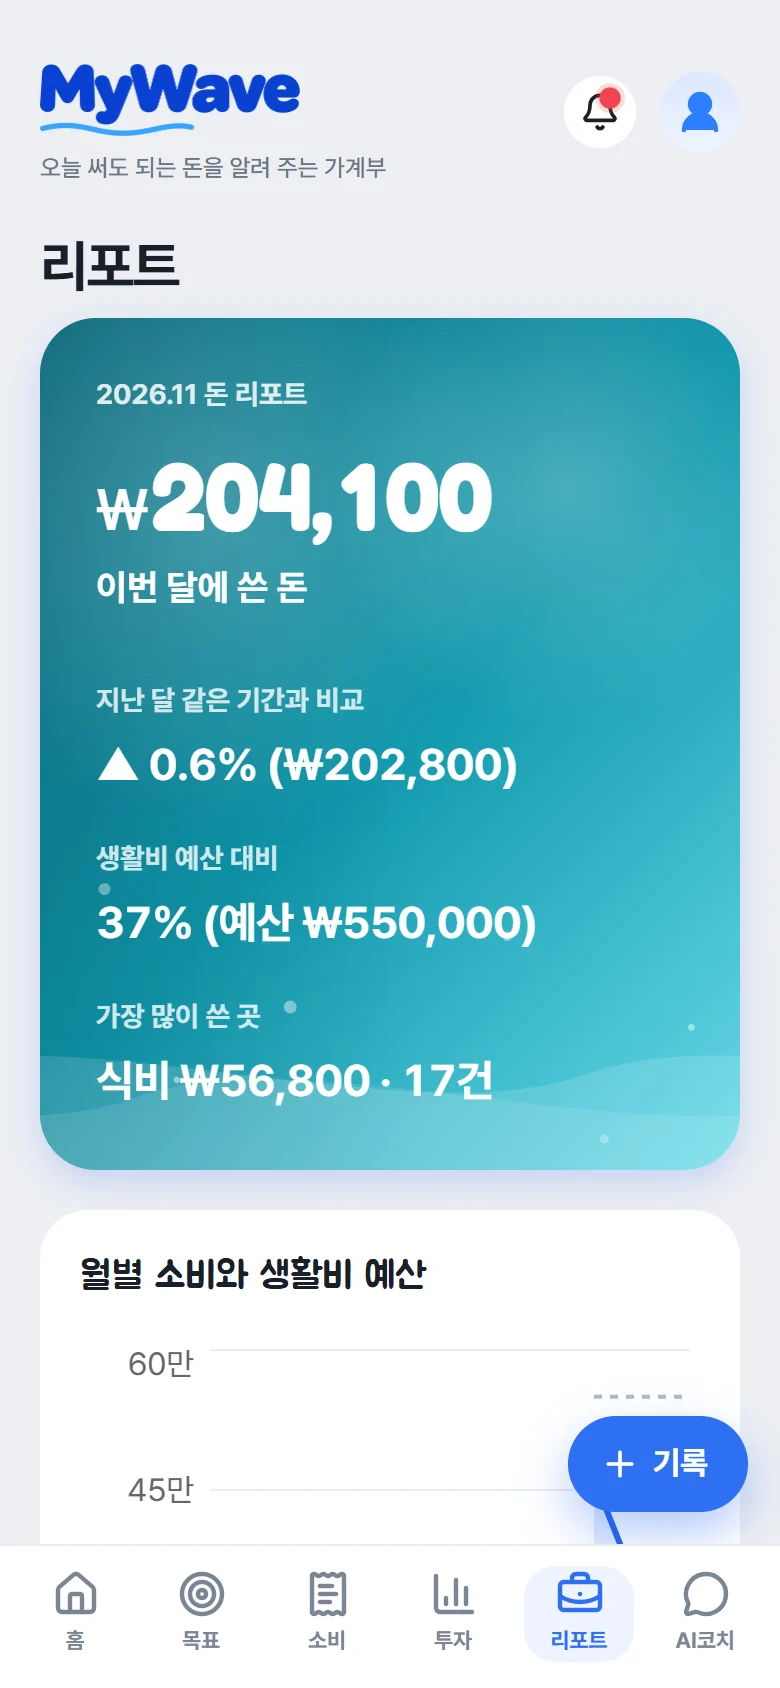 MyWave
오늘 써도 되는 돈을 알려 주는 가계부
리포트
2026.11 돈 리포트
₩204,100
이번 달에 쓴 돈
지난 달 같은 기간과 비교
▲ 0.6% (₩202,800)
생활비 예산 대비
37% (예산 ₩550,000)
가장 많이 쓴 곳
식비 ₩56,800 · 17건
월별 소비와 생활비 예산
60만
45만
+ 기록
홈
목표
소비
투자
리포트
AI코치